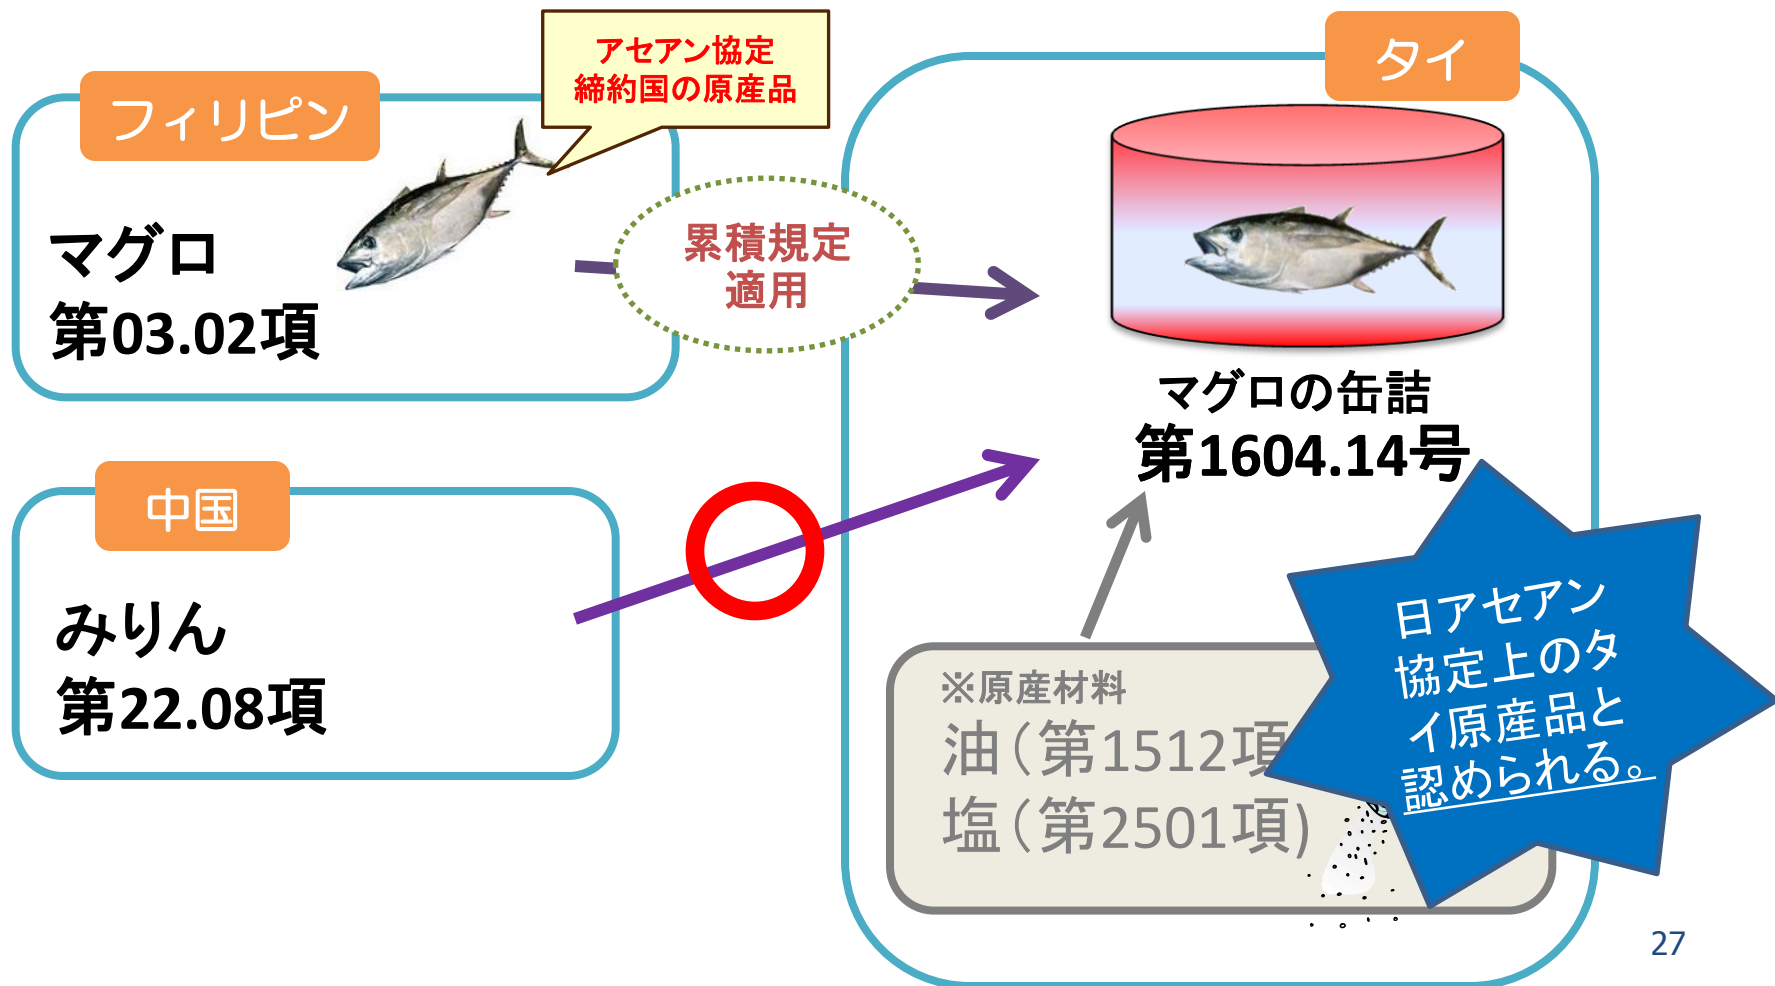 アセアン協定
締約国の原産品
フィリピン
マグロ
第03.02項
累積規定
適用
タイ
マグロの缶詰
第1604.14号
中国
みりん
第22.08項
※原産材料
油(第1512項
塩(第2501項)
日アセアン
協定上のタ
イ原産品と
認められる。
27